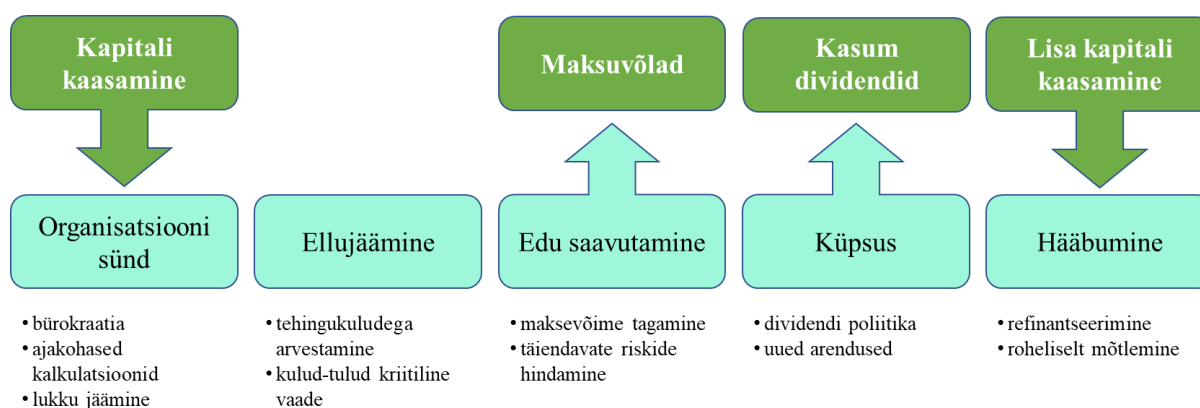 Kapitali
kaasamine
Maksuvõlad
Kasum
dividendid
Lisa kapitali
kaasamine
Organisatsiooni
sünd
Ellujäämine
Edu saavutamine
Küpsus
Hääbumine
• bürokraatia
• ajakohased
kalkulatsioonid
• lukku jäämine
• tehingukuludega
arvestamine
• kulud-tulud kriitiline
vaade
• maksevõime tagamine
• täiendavate riskide
hindamine
• dividendi poliitika
• uued arendused
• refinantseerimine
• roheliselt mõtlemine